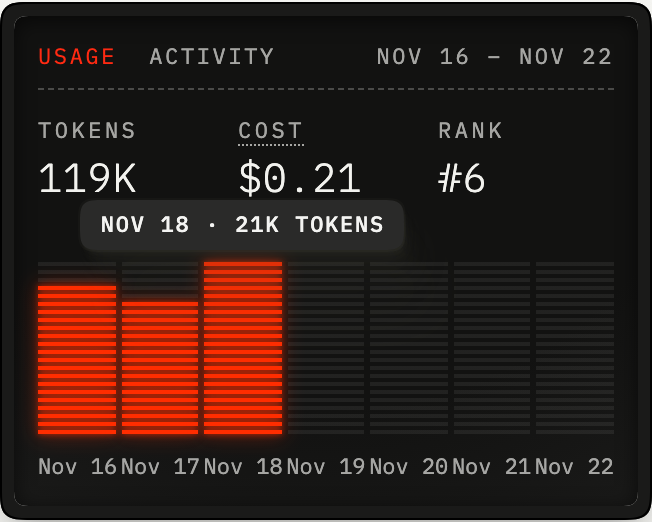 USAGE ACTIVITY NOV 16 – NOV 22
TOKENS COST RANK
119K $0.21 #6
NOV 18 · 21K TOKENS
Nov 16 Nov 17 Nov 18 Nov 19 Nov 20 Nov 21 Nov 22